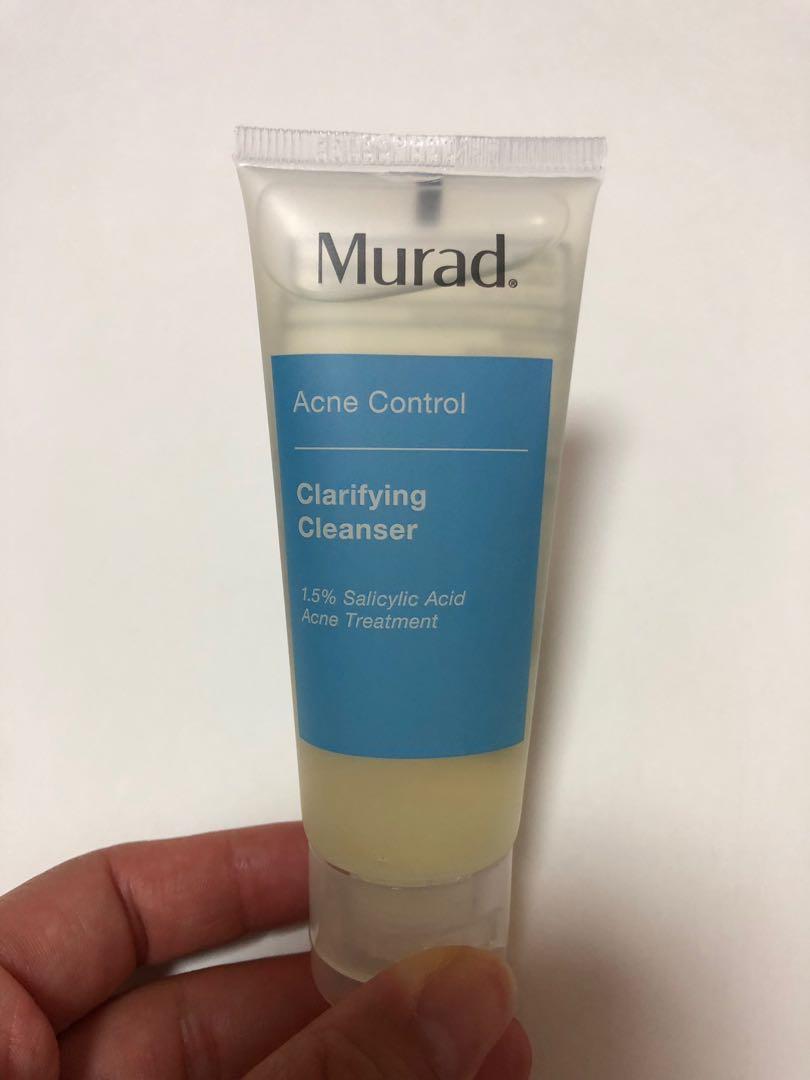 Murad®
Acne Control
Clarifying
Cleanser
1.5% Salicylic Acid
Acne Treatment